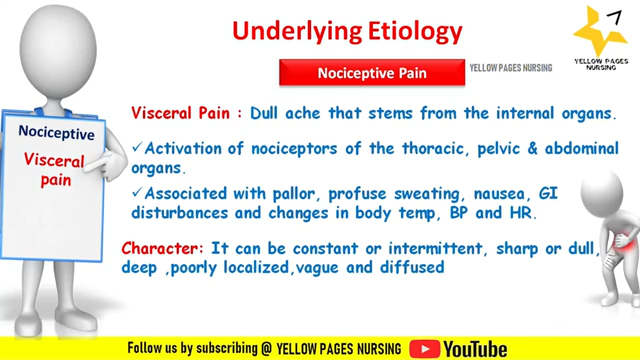 Underlying Etiology
YELLOW PAGES
NURSING
Nociceptive Pain
YELLOW PAGES NURSING
Nociceptive
Visceral
pain
Visceral Pain : Dull ache that stems from the internal organs.
✓Activation of nociceptors of the thoracic, pelvic & abdominal
organs.
✓Associated with pallor, profuse sweating, nausea, GI
disturbances and changes in body temp, BP and HR.
Character: It can be constant or intermittent, sharp or dull,
deep ,poorly localized,vague and diffused
Follow us by subscribing @ YELLOW PAGES NURSING YouTube